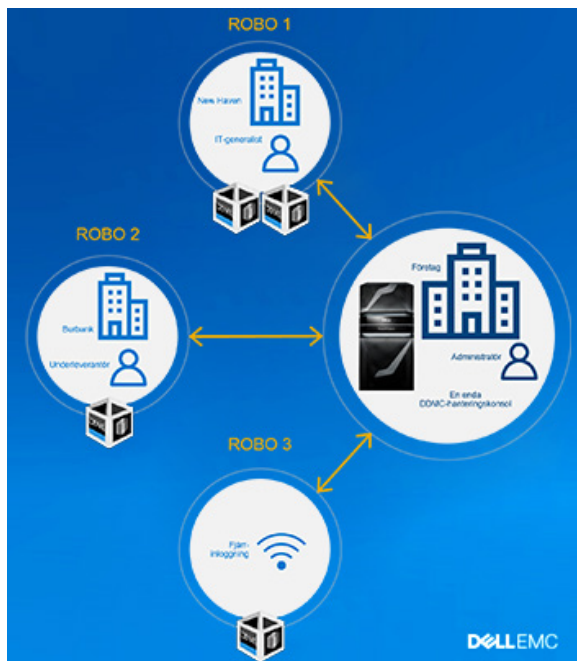 ROBO 1
New Haven
IT-generalist
ROBO 2
Burbank
Underleverantör
Företag
Administratör
En enda
DDMC-hanteringskonsol
ROBO 3
Fjärr-
inloggning
DELLEMC